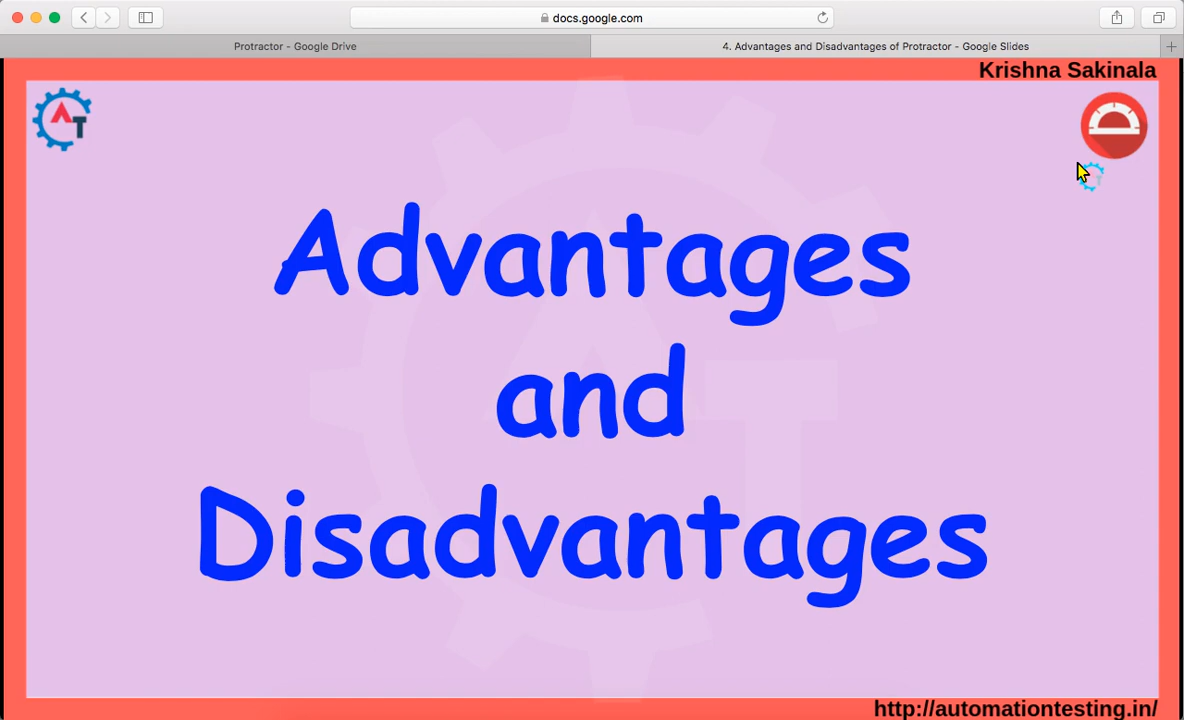 docs.google.com
Protractor - Google Drive
4. Advantages and Disadvantages of Protractor - Google Slides
Krishna Sakinala
AT
Advantages
and
Disadvantages
http://automationtesting.in/